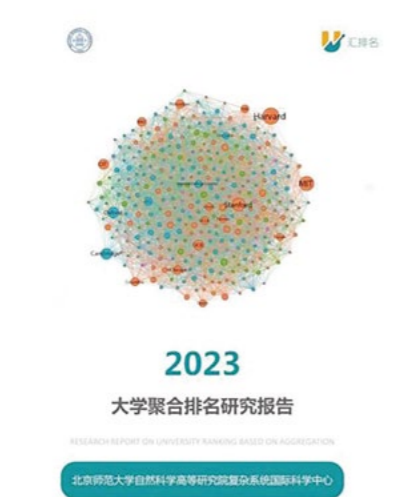 汇排名
Harvard
MIT
Stanford
2023
大学聚合排名研究报告
RESEARCH REPORT ON UNIVERSITY RANKING BASED ON AGGREGATION
北京师范大学自然科学高等研究院复杂系统国际科学中心